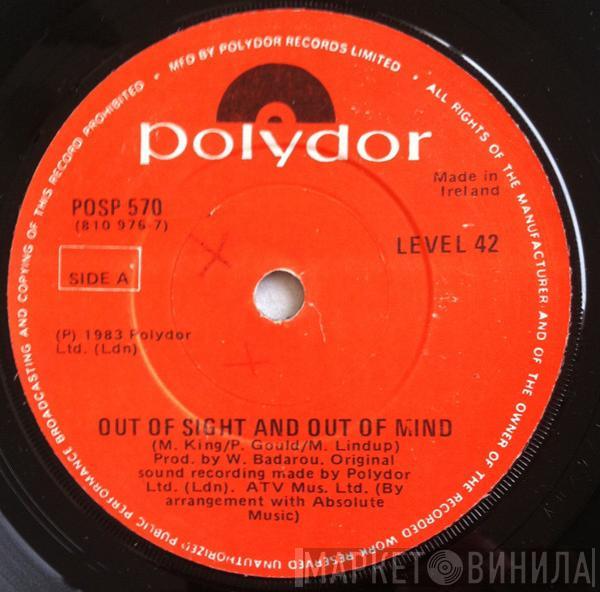 MFD BY POLYDOR RECORDS LIMITED • ALL RIGHTS OF THE MANUFACTURER AND OF THE OWNER OF THE RECORDED WORK RESERVED UNAUTHORIZED PUBLIC PERFORMANCE BROADCASTING AND COPYING OF THIS RECORD PROHIBITED •
polydor
Made in
Ireland
POSP 570
(810 976-7)
LEVEL 42
SIDE A
(P) 1983 Polydor
Ltd. (Ldn)
OUT OF SIGHT AND OUT OF MIND
(M. King/P. Gould/M. Lindup)
Prod. by W. Badarou. Original
sound recording made by Polydor
Ltd. (Ldn). ATV Mus. Ltd. (By
arrangement with Absolute
Music)
МАРКЕТ ВИНИЛА